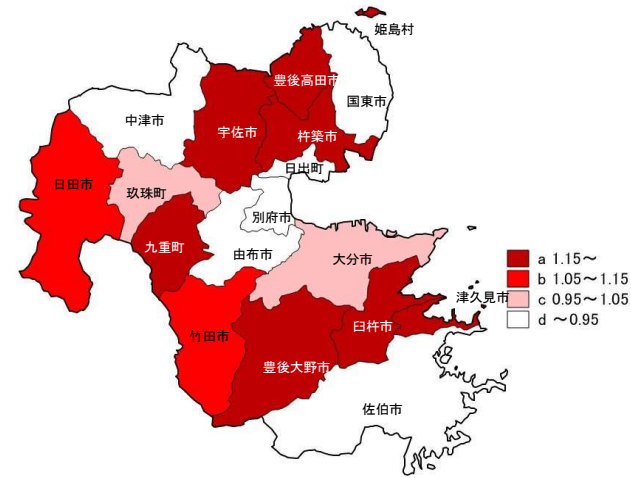 姫島村
豊後高田市
国東市
中津市
宇佐市
杵築市
日出町
日田市
玖珠町
別府市
九重町
由布市
大分市
a 1.15～
b 1.05～1.15
c 0.95～1.05
d ～0.95
津久見市
臼杵市
竹田市
豊後大野市
佐伯市